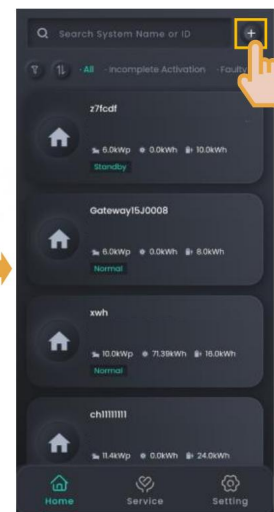 Search System Name or ID
· All · Incomplete Activation · Faulty
z7fcdf
6.0kWp 0.0kWh 10.0kWh
Standby
Gateway15J0008
6.0kWp 0.0kWh 8.0kWh
Normal
xwh
10.0kWp 71.39kWh 16.0kWh
Normal
ch11111111
11.4kWp 0.0kWh 24.0kWh
Home Service Setting